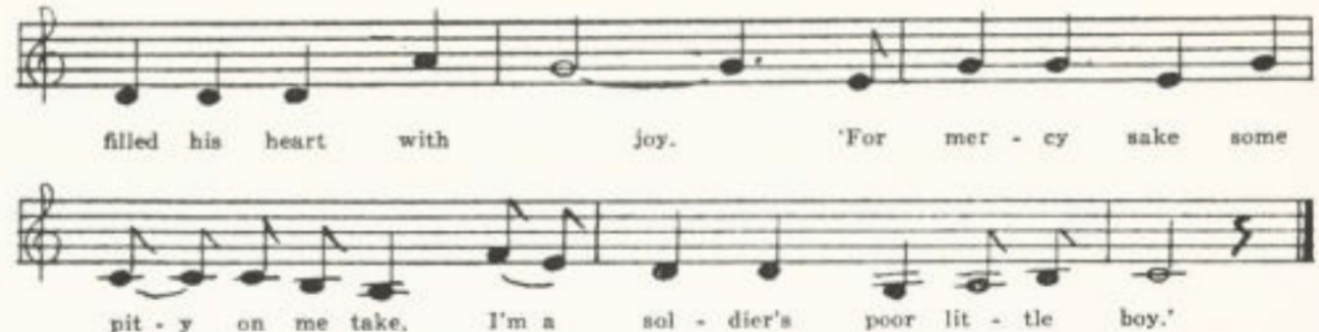 filled his heart with joy. 'For mer - cy sake some
pit - y on me take, I'm a sol - dier's poor lit - tle boy.'